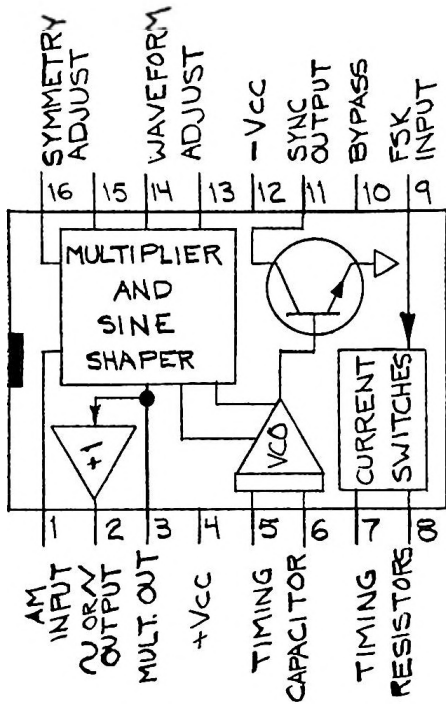 SYMMETRY
ADJUST
WAVEFORM
ADJUST
-VCC
SYNC
OUTPUT
BYPASS
FSK
INPUT
16 15 14 13 12 11 10 9
MULTIPLIER
AND
SINE
SHAPER
+1
VCO
CURRENT
SWITCHES
1 2 3 4 5 6 7 8
AM
INPUT
OR
OUTPUT
MULT. OUT
+Vcc
TIMING
CAPACITOR
TIMING
RESISTORS